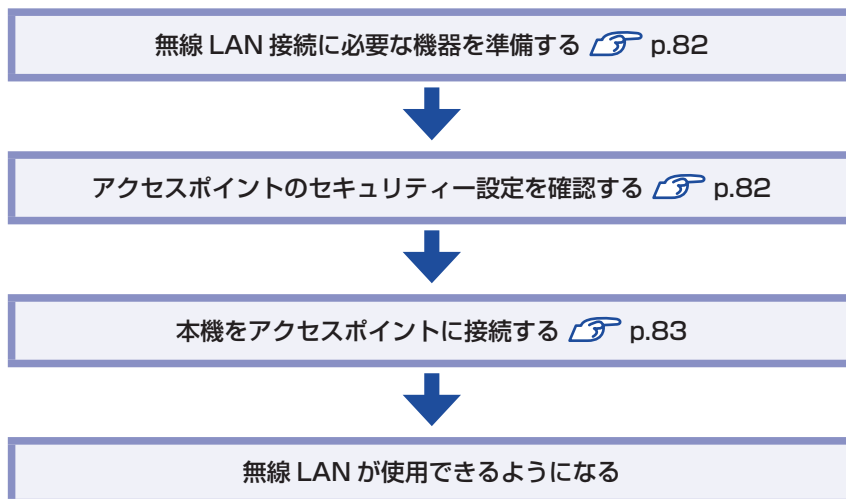 無線 LAN 接続に必要な機器を準備する p.82
アクセスポイントのセキュリティー設定を確認する p.82
本機をアクセスポイントに接続する p.83
無線 LAN が使用できるようになる